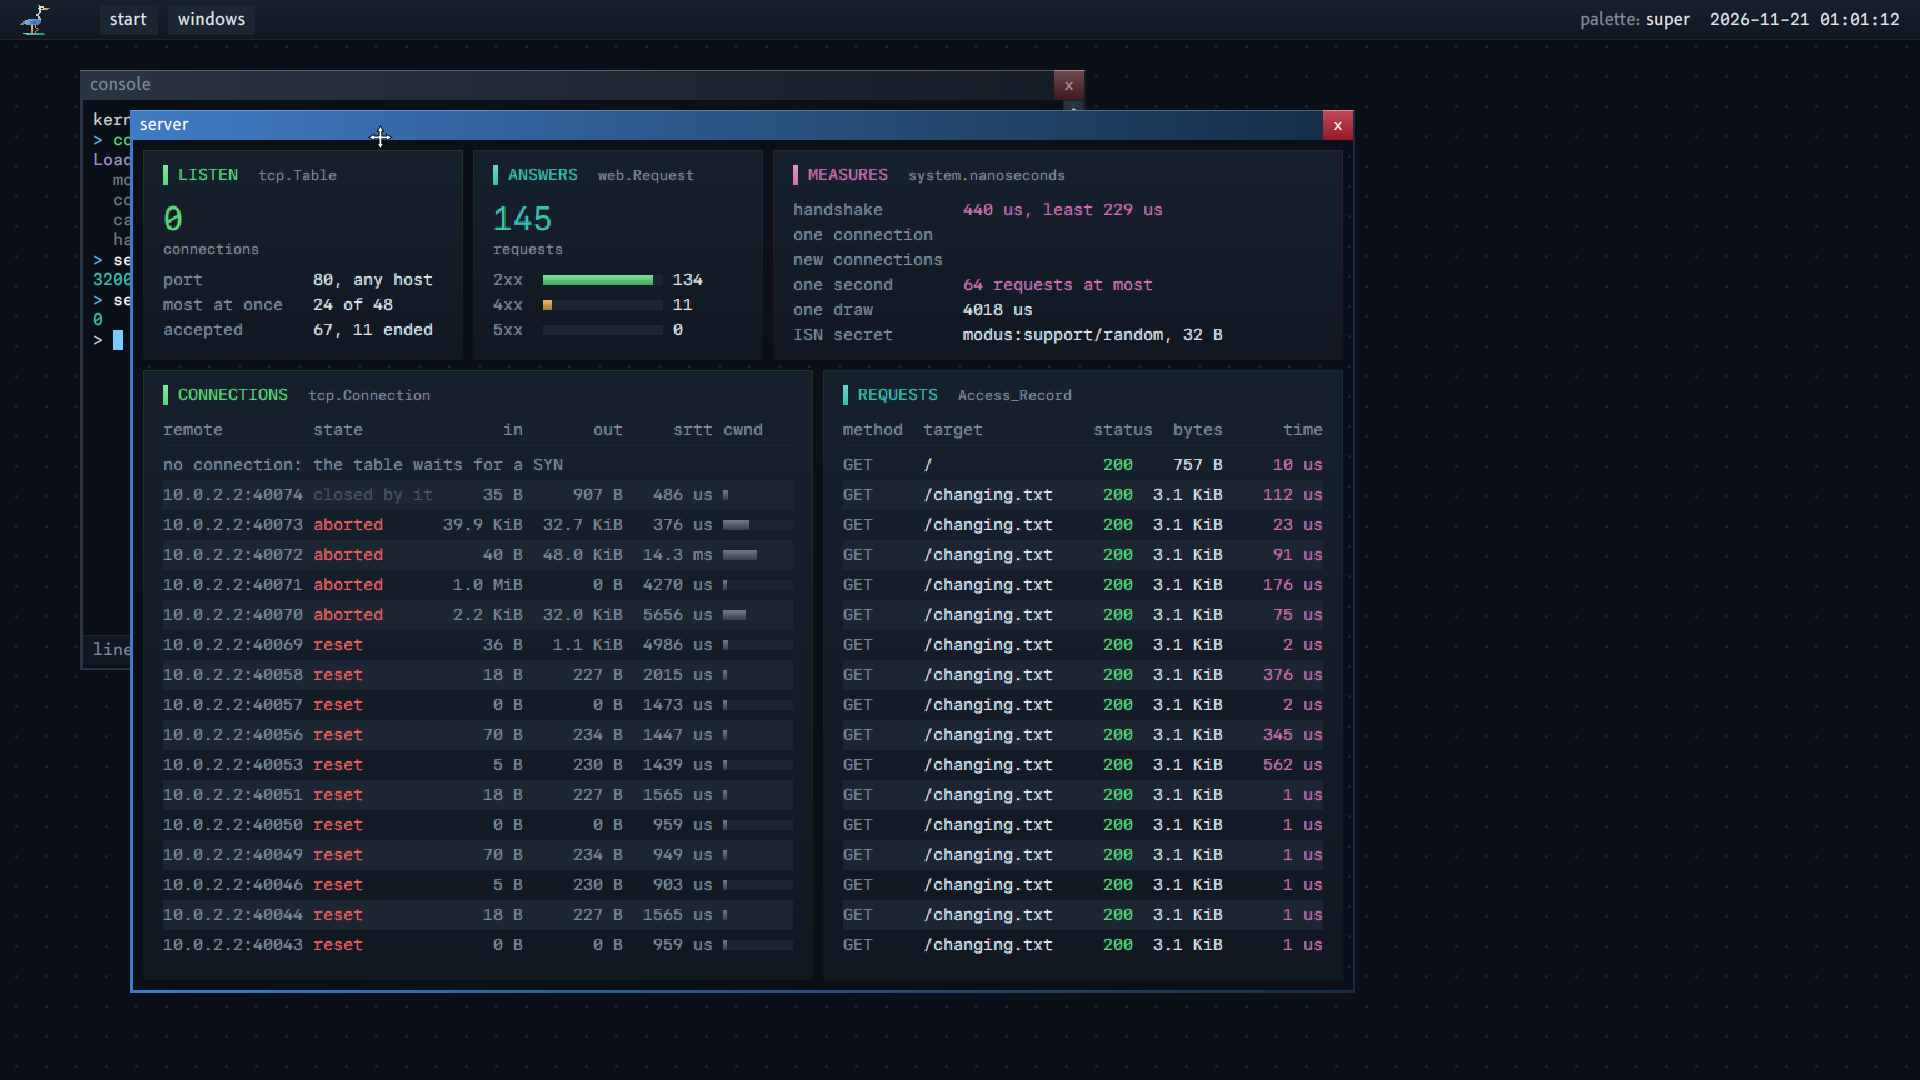 start windows palette: super 2026-11-21 01:01:12
console x
kern
> co
Load
mo
co
ca
ha
> se
3200
> se
0
>
line
server x
LISTEN tcp.Table
0
connections
port 80, any host
most at once 24 of 48
accepted 67, 11 ended
ANSWERS web.Request
145
requests
2xx 134
4xx 11
5xx 0
MEASURES system.nanoseconds
handshake 440 us, least 229 us
one connection
new connections
one second 64 requests at most
one draw 4018 us
ISN secret modus:support/random, 32 B
CONNECTIONS tcp.Connection
remote state in out srtt cwnd
no connection: the table waits for a SYN
10.0.2.2:40074 closed by it 35 B 907 B 486 us
10.0.2.2:40073 aborted 39.9 KiB 32.7 KiB 376 us
10.0.2.2:40072 aborted 40 B 48.0 KiB 14.3 ms
10.0.2.2:40071 aborted 1.0 MiB 0 B 4270 us
10.0.2.2:40070 aborted 2.2 KiB 32.0 KiB 5656 us
10.0.2.2:40069 reset 36 B 1.1 KiB 4986 us
10.0.2.2:40058 reset 18 B 227 B 2015 us
10.0.2.2:40057 reset 0 B 0 B 1473 us
10.0.2.2:40056 reset 70 B 234 B 1447 us
10.0.2.2:40053 reset 5 B 230 B 1439 us
10.0.2.2:40051 reset 18 B 227 B 1565 us
10.0.2.2:40050 reset 0 B 0 B 959 us
10.0.2.2:40049 reset 70 B 234 B 949 us
10.0.2.2:40046 reset 5 B 230 B 903 us
10.0.2.2:40044 reset 18 B 227 B 1565 us
10.0.2.2:40043 reset 0 B 0 B 959 us
REQUESTS Access_Record
method target status bytes time
GET / 200 757 B 10 us
GET /changing.txt 200 3.1 KiB 112 us
GET /changing.txt 200 3.1 KiB 23 us
GET /changing.txt 200 3.1 KiB 91 us
GET /changing.txt 200 3.1 KiB 176 us
GET /changing.txt 200 3.1 KiB 75 us
GET /changing.txt 200 3.1 KiB 2 us
GET /changing.txt 200 3.1 KiB 376 us
GET /changing.txt 200 3.1 KiB 2 us
GET /changing.txt 200 3.1 KiB 345 us
GET /changing.txt 200 3.1 KiB 562 us
GET /changing.txt 200 3.1 KiB 1 us
GET /changing.txt 200 3.1 KiB 1 us
GET /changing.txt 200 3.1 KiB 1 us
GET /changing.txt 200 3.1 KiB 1 us
GET /changing.txt 200 3.1 KiB 1 us
GET /changing.txt 200 3.1 KiB 1 us